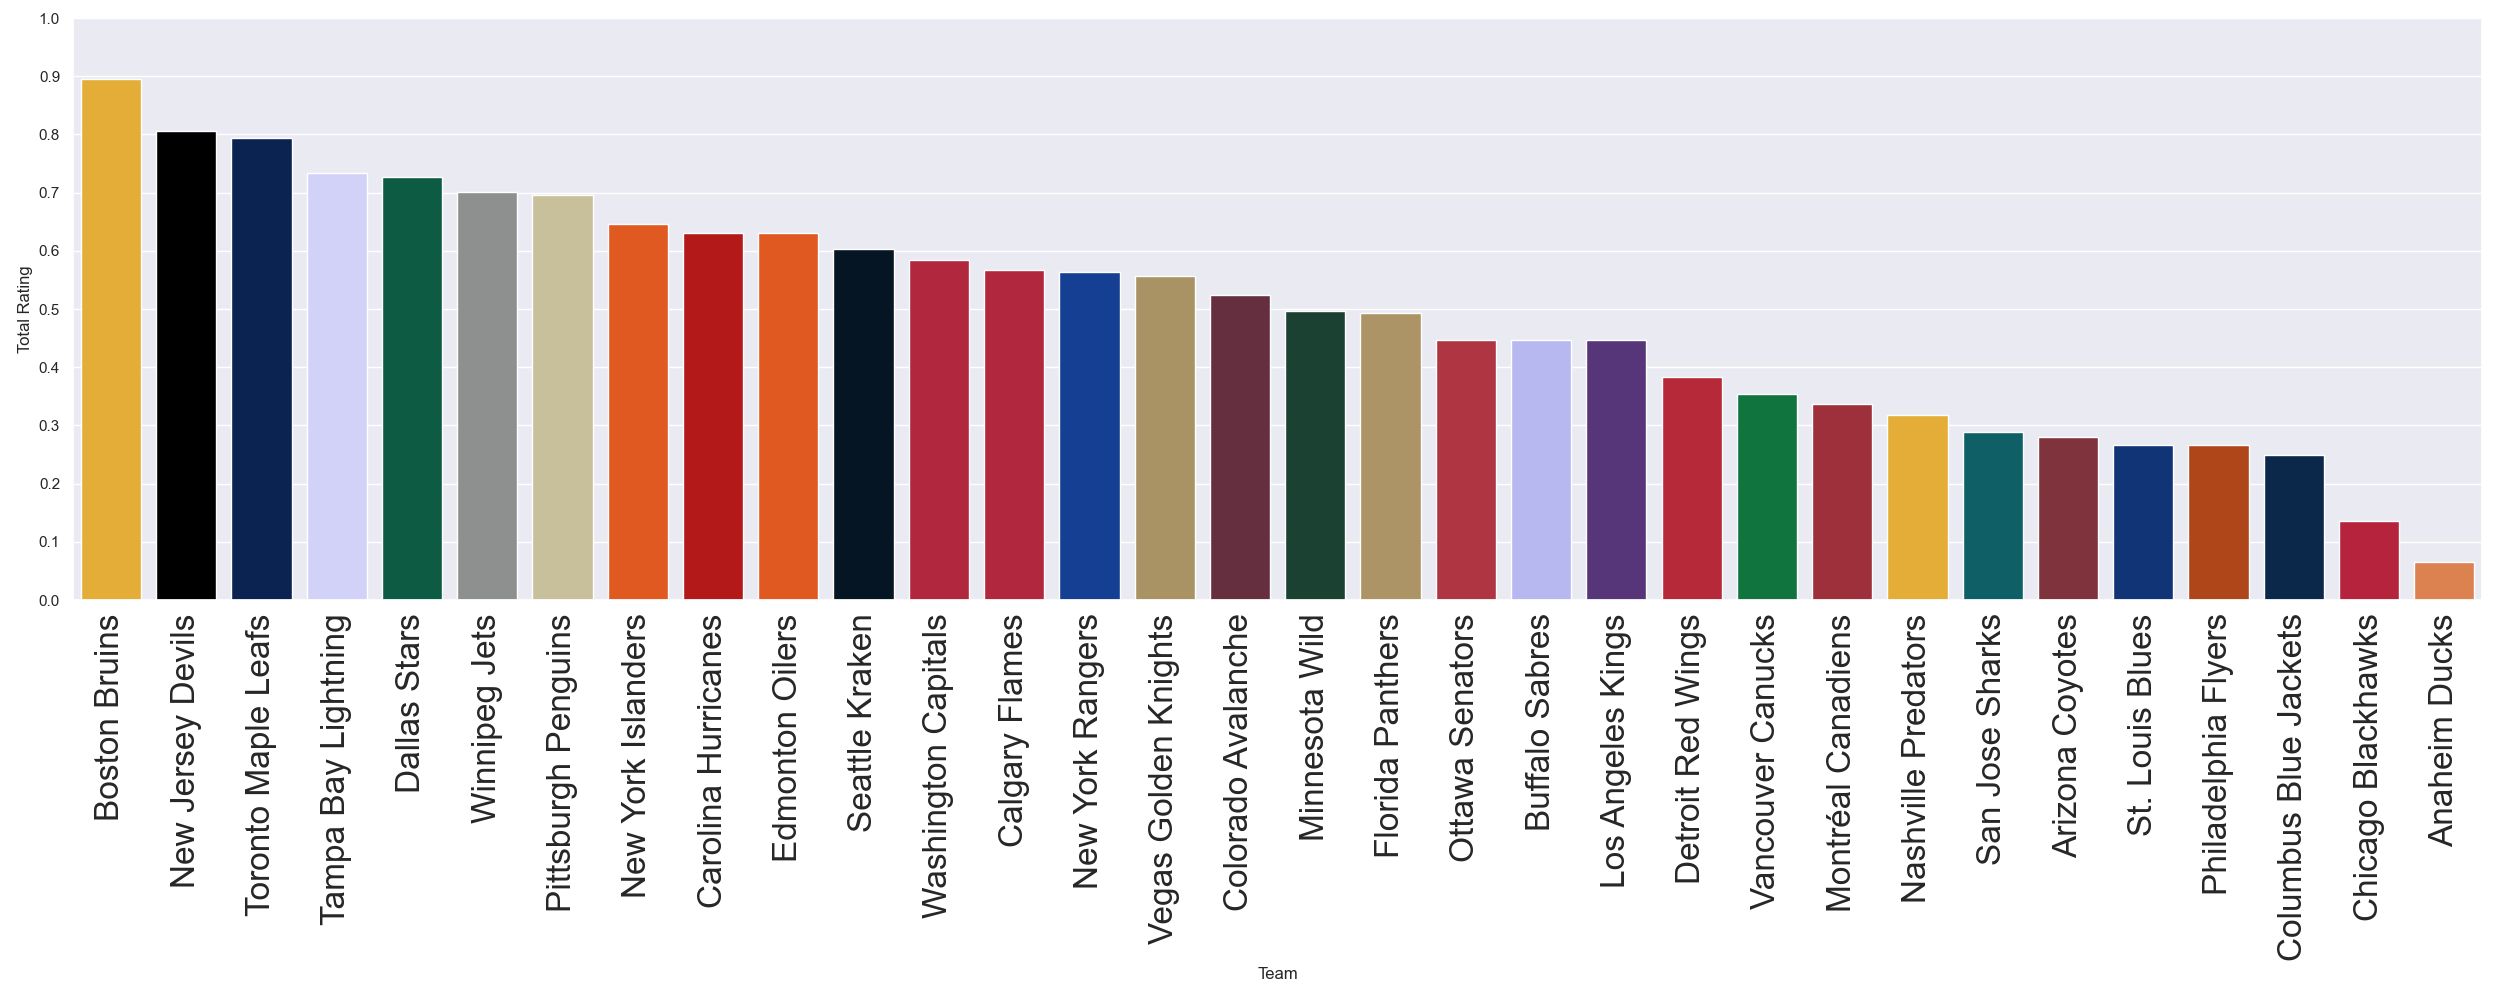 1.0
0.9
0.8
0.7
0.6
0.5
0.4
0.3
0.2
0.1
0.0
Total Rating
Boston Bruins
New Jersey Devils
Toronto Maple Leafs
Tampa Bay Lightning
Dallas Stars
Winnipeg Jets
Pittsburgh Penguins
New York Islanders
Carolina Hurricanes
Edmonton Oilers
Seattle Kraken
Washington Capitals
Calgary Flames
New York Rangers
Vegas Golden Knights
Colorado Avalanche
Minnesota Wild
Florida Panthers
Ottawa Senators
Buffalo Sabres
Los Angeles Kings
Detroit Red Wings
Vancouver Canucks
Montréal Canadiens
Nashville Predators
San Jose Sharks
Arizona Coyotes
St. Louis Blues
Philadelphia Flyers
Columbus Blue Jackets
Chicago Blackhawks
Anaheim Ducks
Team